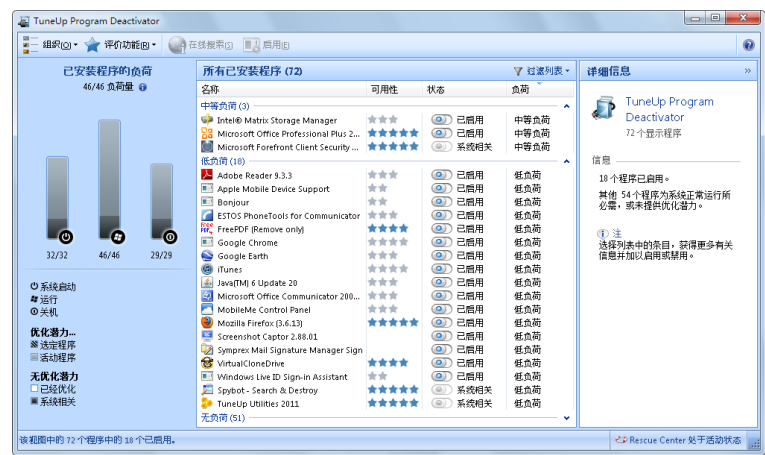 TuneUp Program Deactivator
组织(O) 评价功能(R) 在线搜索(S) 启用(E)
已安装程序的负荷
46/46 负荷量
32/32 46/46 29/29
系统启动
运行
关机
优化潜力...
选定程序
活动程序
无优化潜力
已经优化
系统相关
所有已安装程序 (72) 过滤列表
名称 可用性 状态 负荷
中等负荷 (3)
Intel® Matrix Storage Manager 已启用 中等负荷
Microsoft Office Professional Plus 2... 已启用 中等负荷
Microsoft Forefront Client Security ... 系统相关 中等负荷
低负荷 (18)
Adobe Reader 9.3.3 已启用 低负荷
Apple Mobile Device Support 已启用 低负荷
Bonjour 已启用 低负荷
ESTOS PhoneTools for Communicator 已启用 低负荷
FreePDF (Remove only) 已启用 低负荷
Google Chrome 已启用 低负荷
Google Earth 已启用 低负荷
iTunes 已启用 低负荷
Java(TM) 6 Update 20 已启用 低负荷
Microsoft Office Communicator 200... 已启用 低负荷
MobileMe Control Panel 已启用 低负荷
Mozilla Firefox (3.6.13) 已启用 低负荷
Screenshot Captor 2.88.01 已启用 低负荷
Symprex Mail Signature Manager Sign 已启用 低负荷
VirtualCloneDrive 已启用 低负荷
Windows Live ID Sign-in Assistant 已启用 低负荷
Spybot - Search & Destroy 系统相关 低负荷
TuneUp Utilities 2011 系统相关 低负荷
无负荷 (51)
详细信息 »
TuneUp Program
Deactivator
72 个显示程序
信息
18 个程序已启用。
其他 54 个程序为系统正常运行所
必需，或未提供优化潜力。
注
选择列表中的条目，获得更多有关
信息并加以启用或禁用。
该视图中的 72 个程序中的 18 个已启用。 Rescue Center 处于活动状态